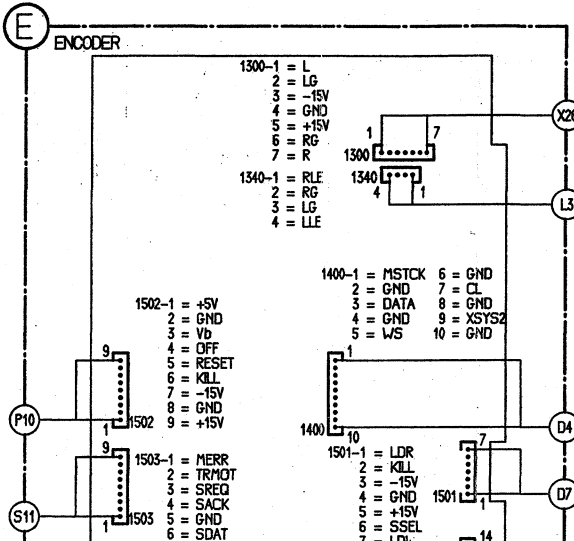 E
ENCODER
1300-1 = L
2 = LG
3 = -15V
4 = GND
5 = +15V
6 = RG
7 = R
1 7
1300
X26
1340-1 = RLE
2 = RG
3 = LG
4 = LLE
1340
4 1
L3
1400-1 = MSTCK 6 = GND
2 = GND 7 = CL
3 = DATA 8 = GND
4 = GND 9 = XSYS2
5 = WS 10 = GND
1502-1 = +5V
2 = GND
3 = Vb
4 = OFF
5 = RESET
6 = KILL
7 = -15V
8 = GND
9 = +15V
9
1 1502
P10
1
1400 10
D4
1503-1 = MERR
2 = TRMOT
3 = SREQ
4 = SACK
5 = GND
6 = SDAT
9
1 1503
S11
1501-1 = LDR
2 = KILL
3 = -15V
4 = GND
5 = +15V
6 = SSEL
7
1501 1
D7
14